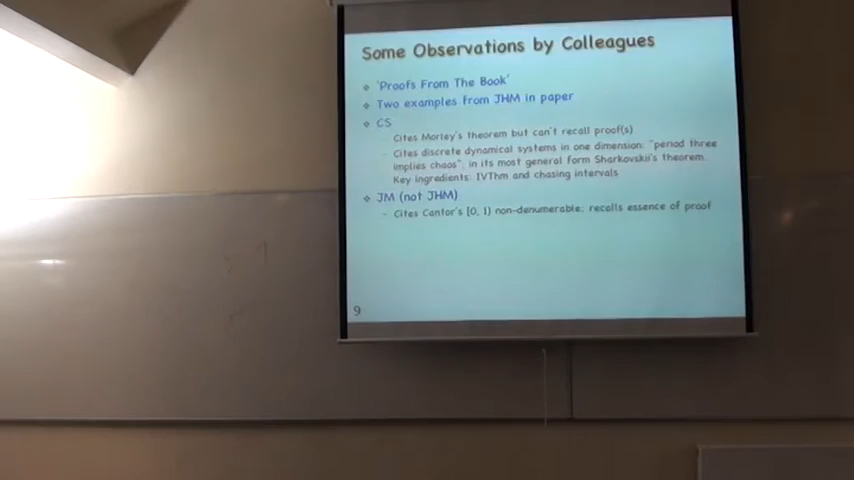 Some Observations by Colleagues
'Proofs From The Book'
Two examples from JHM in paper
CS
Cites Morley's theorem but can't recall proof(s)
- Cites discrete dynamical systems in one dimension: "period three
implies chaos", in its most general form Sharkovskii's Theorem.
Key ingredients: IVThm and chasing intervals
JM (not JHM)
- Cites Cantor's [0, 1) non-denumerable; recalls essence of proof
9